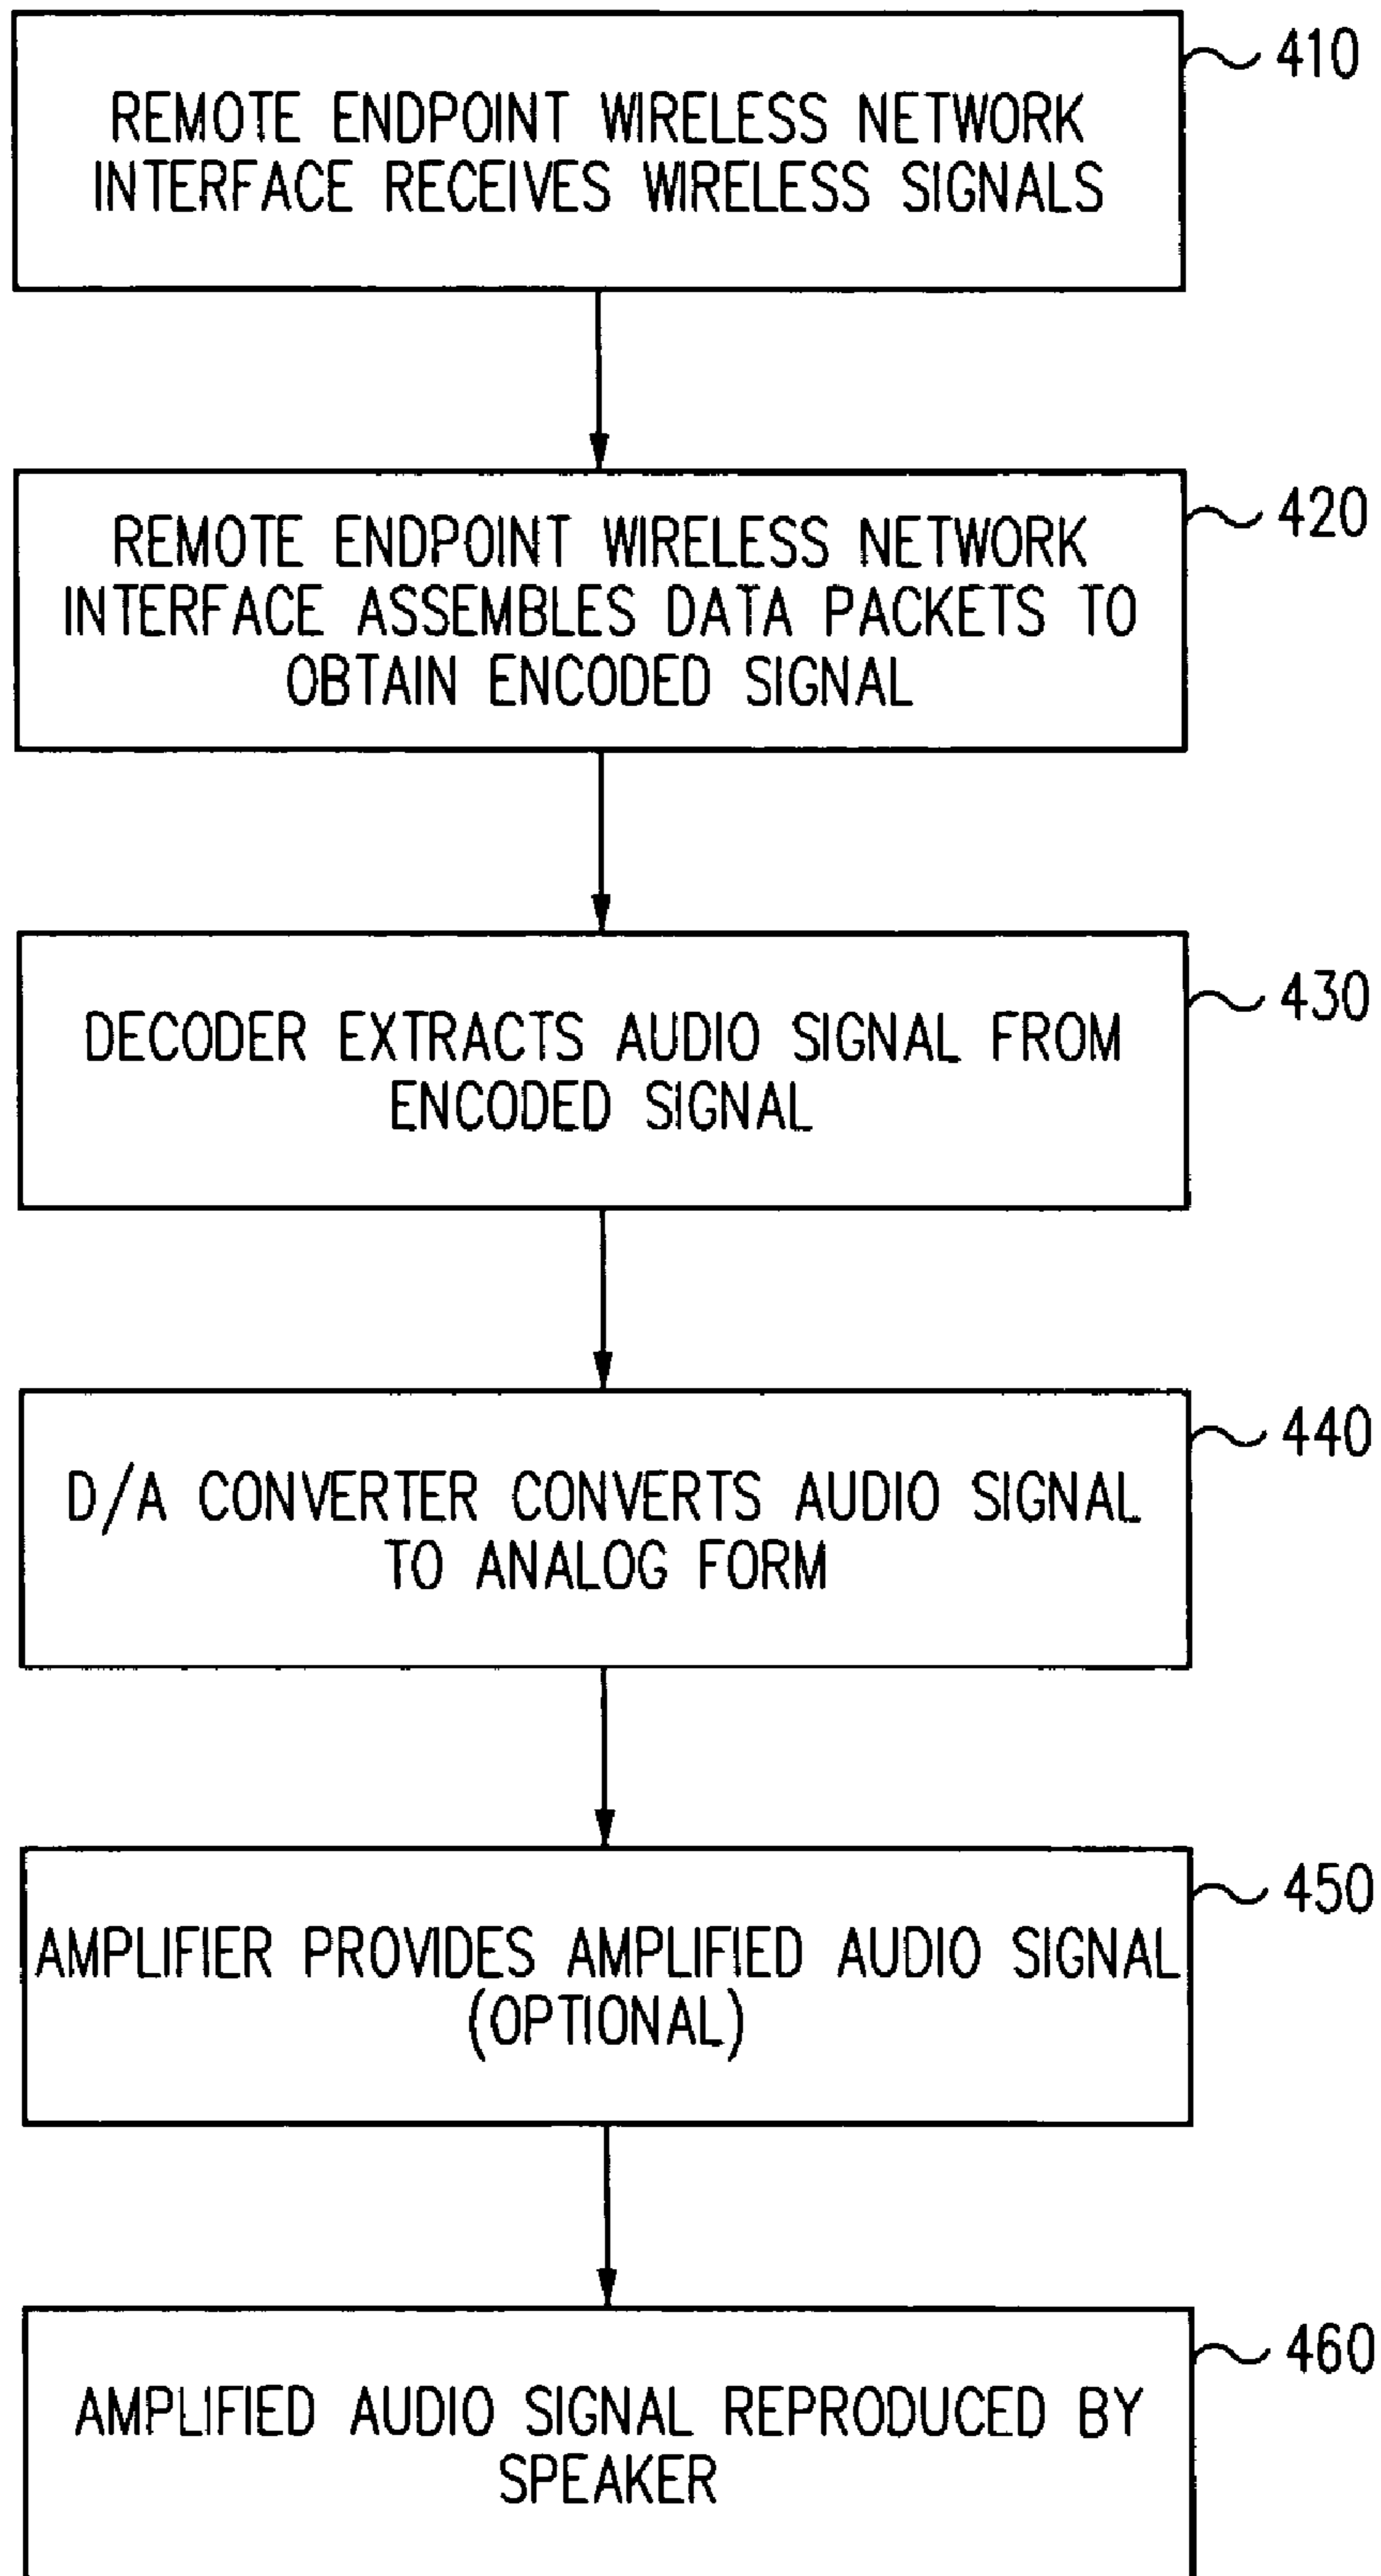 410
REMOTE ENDPOINT WIRELESS NETWORK
INTERFACE RECEIVES WIRELESS SIGNALS
420
REMOTE ENDPOINT WIRELESS NETWORK
INTERFACE ASSEMBLES DATA PACKETS TO
OBTAIN ENCODED SIGNAL
430
DECODER EXTRACTS AUDIO SIGNAL FROM
ENCODED SIGNAL
440
D/A CONVERTER CONVERTS AUDIO SIGNAL
TO ANALOG FORM
450
AMPLIFIER PROVIDES AMPLIFIED AUDIO SIGNAL
(OPTIONAL)
460
AMPLIFIED AUDIO SIGNAL REPRODUCED BY
SPEAKER